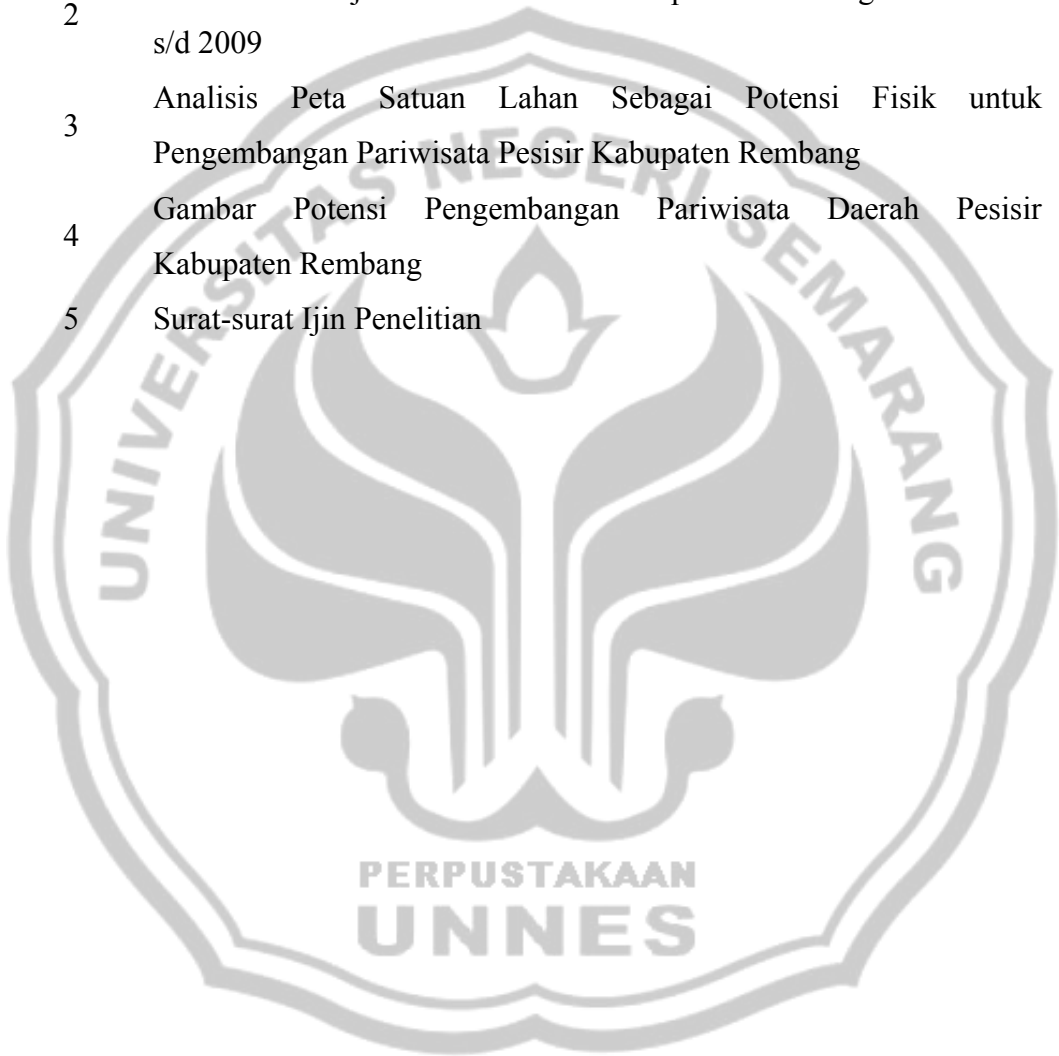 2
s/d 2009
Analisis Peta Satuan Lahan Sebagai Potensi Fisik untuk
3
Pengembangan Pariwisata Pesisir Kabupaten Rembang
Gambar Potensi Pengembangan Pariwisata Daerah Pesisir
4
Kabupaten Rembang
5 Surat-surat Ijin Penelitian
UNIVERSITAS NEGERI SEMARANG
PERPUSTAKAAN
UNNES